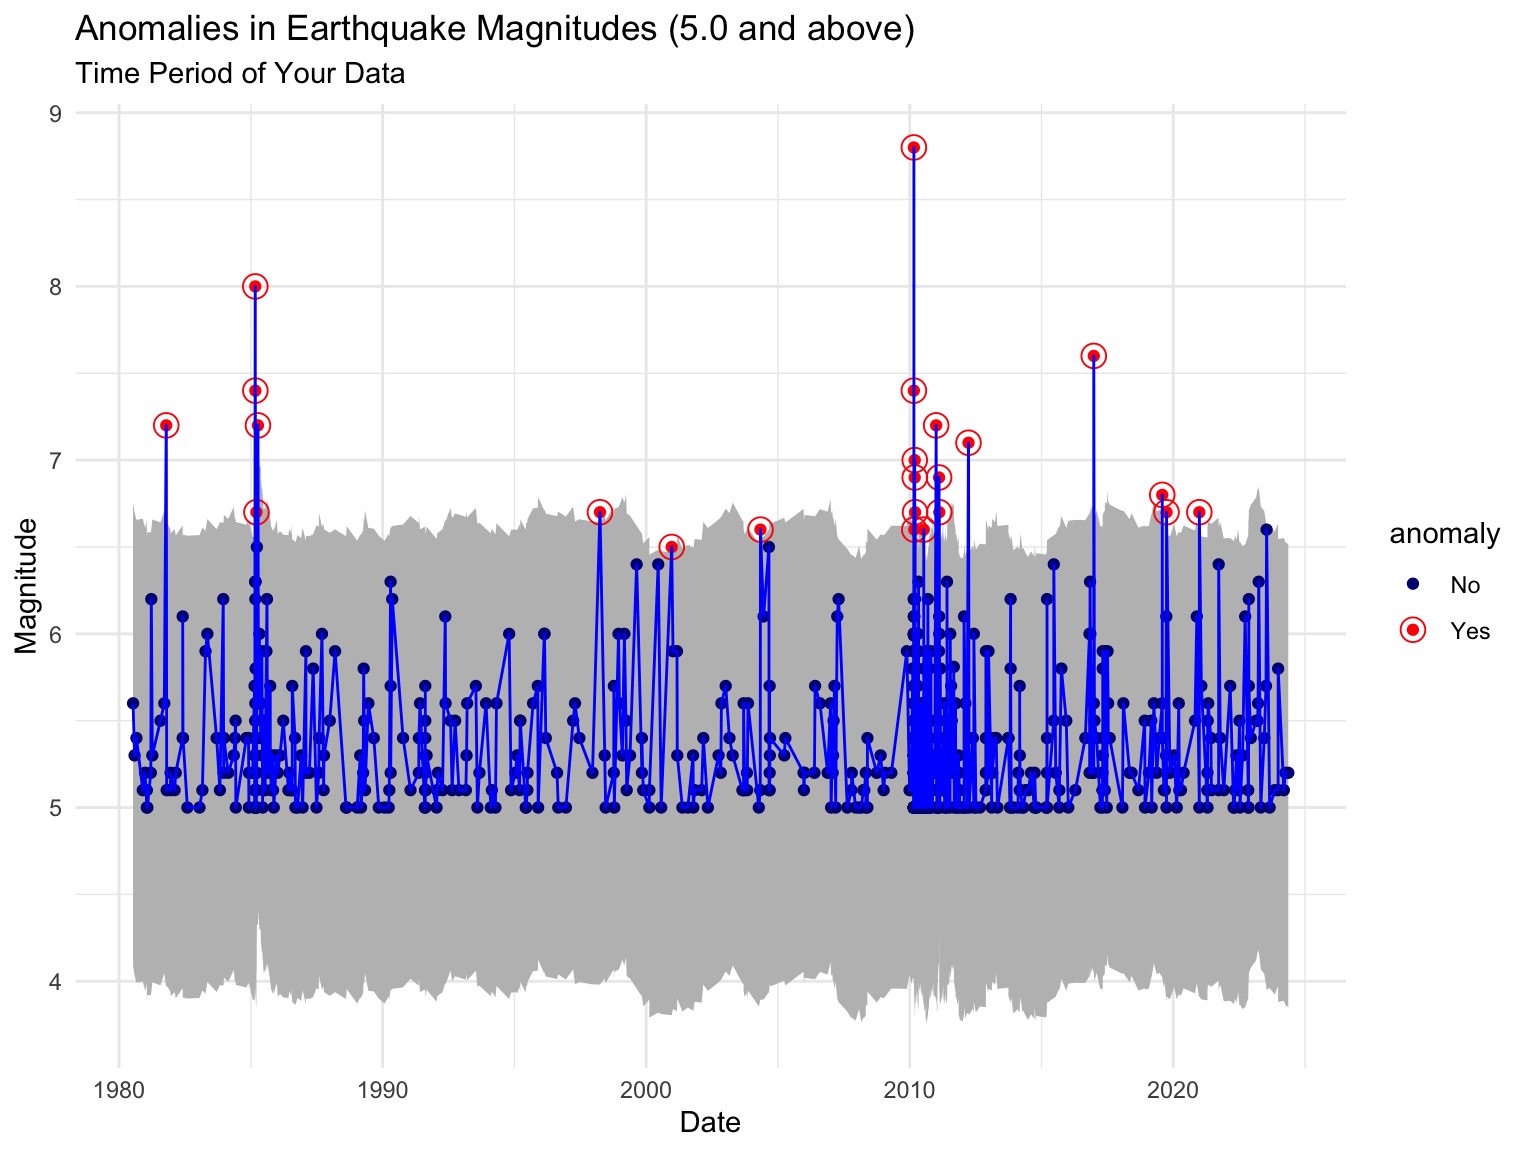 Anomalies in Earthquake Magnitudes (5.0 and above)
Time Period of Your Data
9
8
7
6
5
4
Magnitude
1980 1990 2000 2010 2020
Date
anomaly
No
Yes